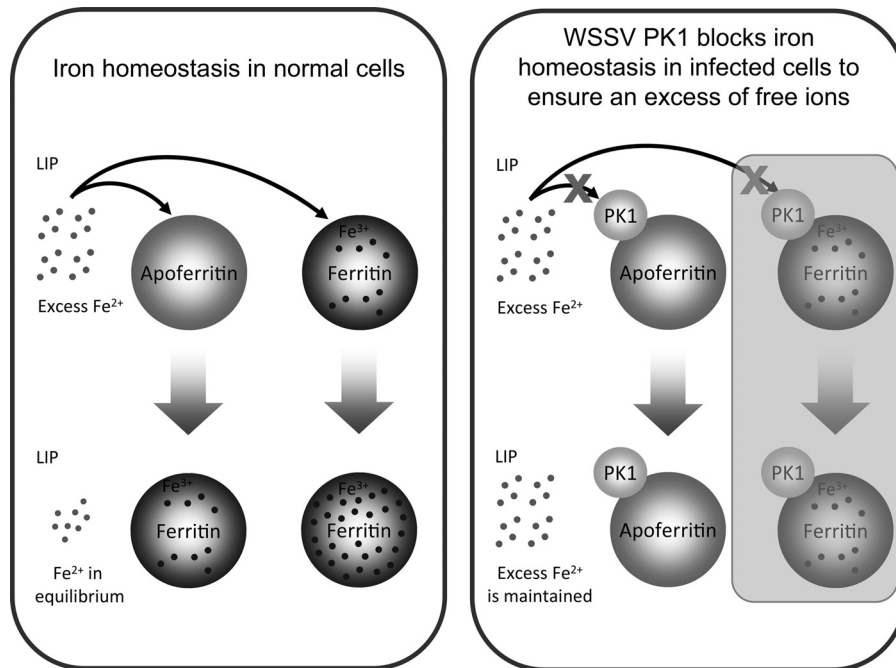 Iron homeostasis in normal cells
LIP
Apoferritin
Fe³⁺
Ferritin
Excess Fe²⁺
LIP
Fe³⁺
Ferritin
Fe³⁺
Ferritin
Fe²⁺ in
equilibrium
WSSV PK1 blocks iron
homeostasis in infected cells to
ensure an excess of free ions
LIP
X
X
PK1
PK1
Fe³⁺
Apoferritin
Ferritin
Excess Fe²⁺
LIP
PK1
PK1
Fe³⁺
Apoferritin
Ferritin
Excess Fe²⁺
is maintained